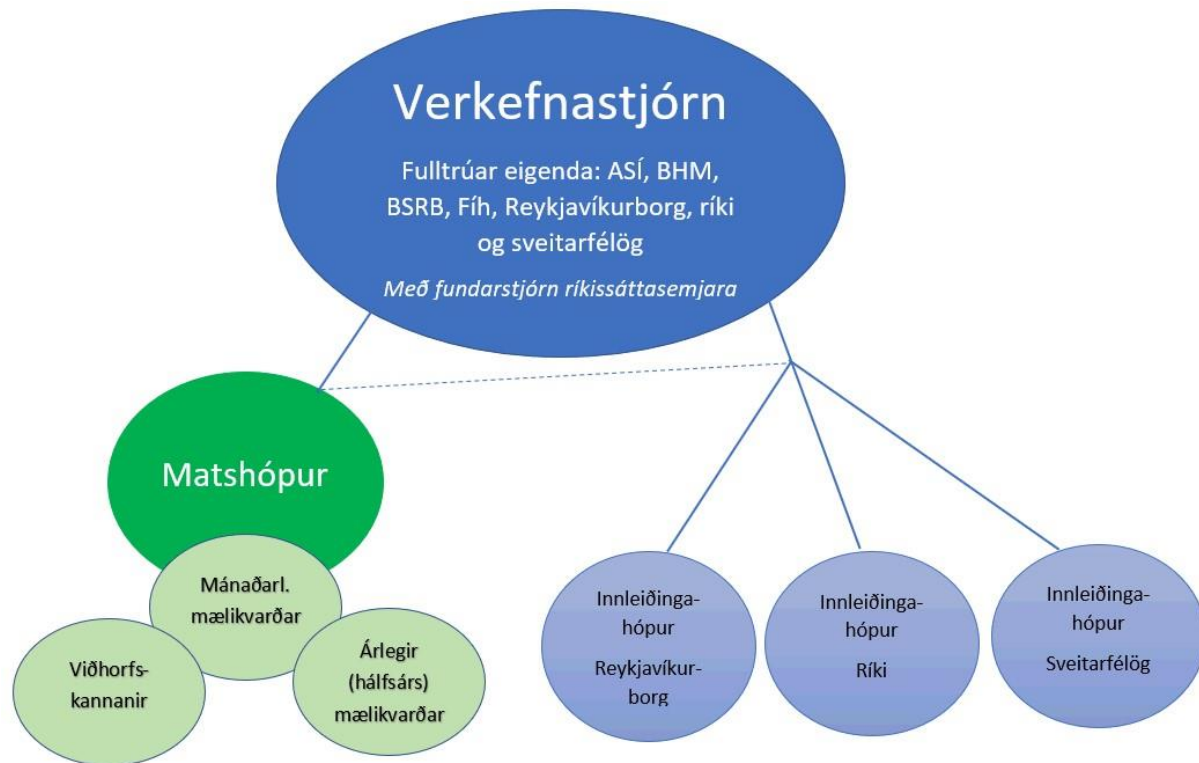 Verkefnastjórn
Fulltrúar eigenda: ASÍ, BHM,
BSRB, Fíh, Reykjavíkurborg, ríki
og sveitarfélög
Með fundarstjórn ríkissáttasemjara
Matshópur
Mánaðarl.
mælikvarðar
Viðhorfs-
kannanir
Árlegir
(hálfsárs)
mælikvarðar
Innleiðinga-
hópur
Reykjavíkur-
borg
Innleiðinga-
hópur
Ríki
Innleiðinga-
hópur
Sveitarfélög